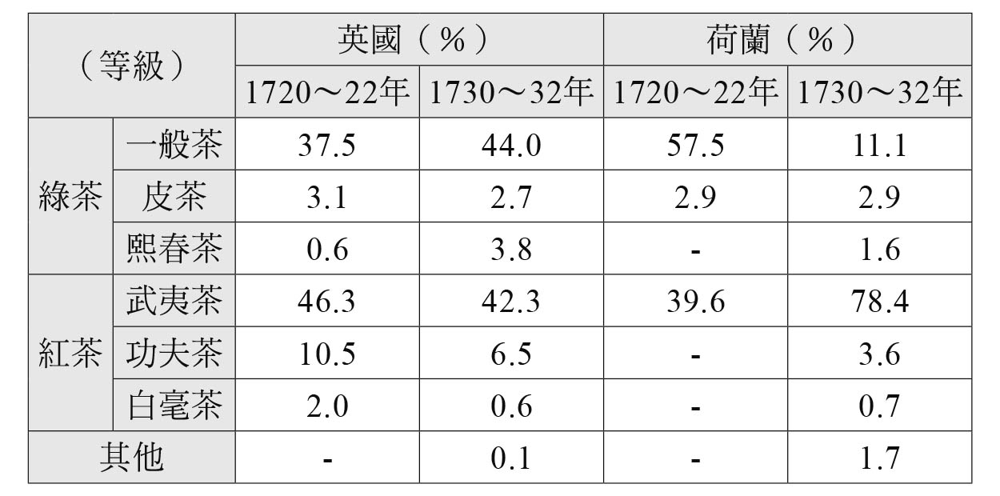 （等級） 英國（%） 荷蘭（%）
1720～22年 1730～32年 1720～22年 1730～32年
綠茶 一般茶 37.5 44.0 57.5 11.1
皮茶 3.1 2.7 2.9 2.9
熙春茶 0.6 3.8 - 1.6
紅茶 武夷茶 46.3 42.3 39.6 78.4
功夫茶 10.5 6.5 - 3.6
白毫茶 2.0 0.6 - 0.7
其他 - 0.1 - 1.7